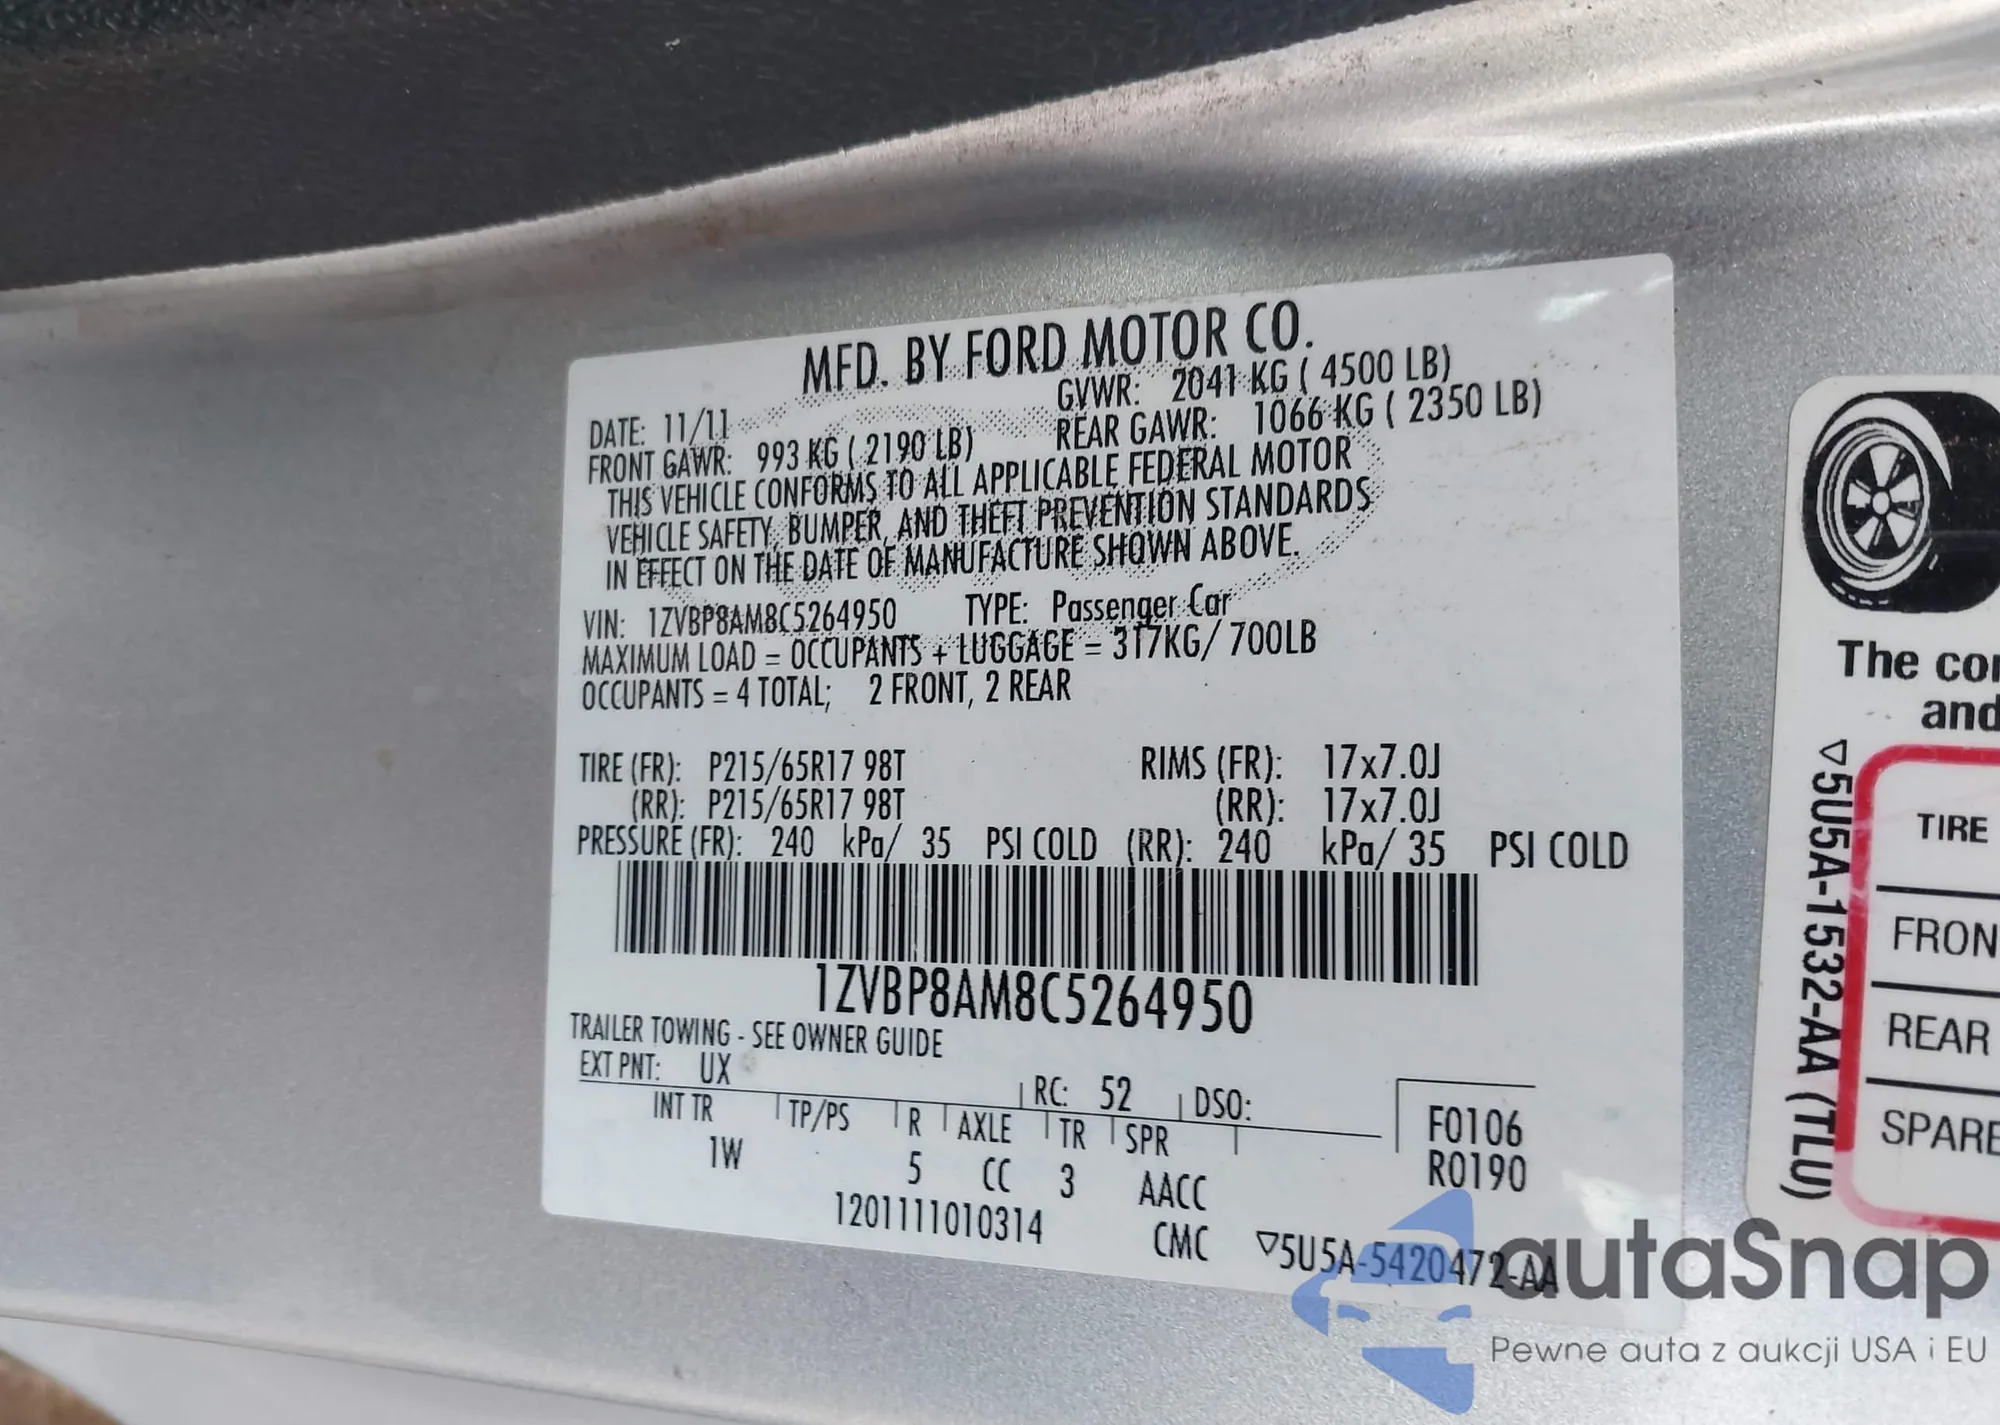 MFD. BY FORD MOTOR CO.
DATE: 11/11 GVWR: 2041 KG ( 4500 LB)
FRONT GAWR: 993 KG ( 2190 LB) REAR GAWR: 1066 KG ( 2350 LB)
THIS VEHICLE CONFORMS TO ALL APPLICABLE FEDERAL MOTOR
VEHICLE SAFETY, BUMPER, AND THEFT PREVENTION STANDARDS
IN EFFECT ON THE DATE OF MANUFACTURE SHOWN ABOVE.
VIN: 1ZVBP8AM8C5264950 TYPE: Passenger Car
MAXIMUM LOAD = OCCUPANTS + LUGGAGE = 317KG/ 700LB
OCCUPANTS = 4 TOTAL; 2 FRONT, 2 REAR
TIRE (FR): P215/65R17 98T RIMS (FR): 17x7.0J
(RR): P215/65R17 98T (RR): 17x7.0J
PRESSURE (FR): 240 kPa/ 35 PSI COLD (RR): 240 kPa/ 35 PSI COLD
1ZVBP8AM8C5264950
TRAILER TOWING - SEE OWNER GUIDE
EXT PNT: UX RC: 52 DSO:
INT TR TP/PS R AXLE TR SPR F0106
1W 5 CC 3 AACC R0190
1201111010314 CMC ▽5U5A-5420472-AA
The
and
▽5U5A-1532-AA (TLU)
TIRE
REAR
autaSnap
Pewne auta z aukcji USA i EU